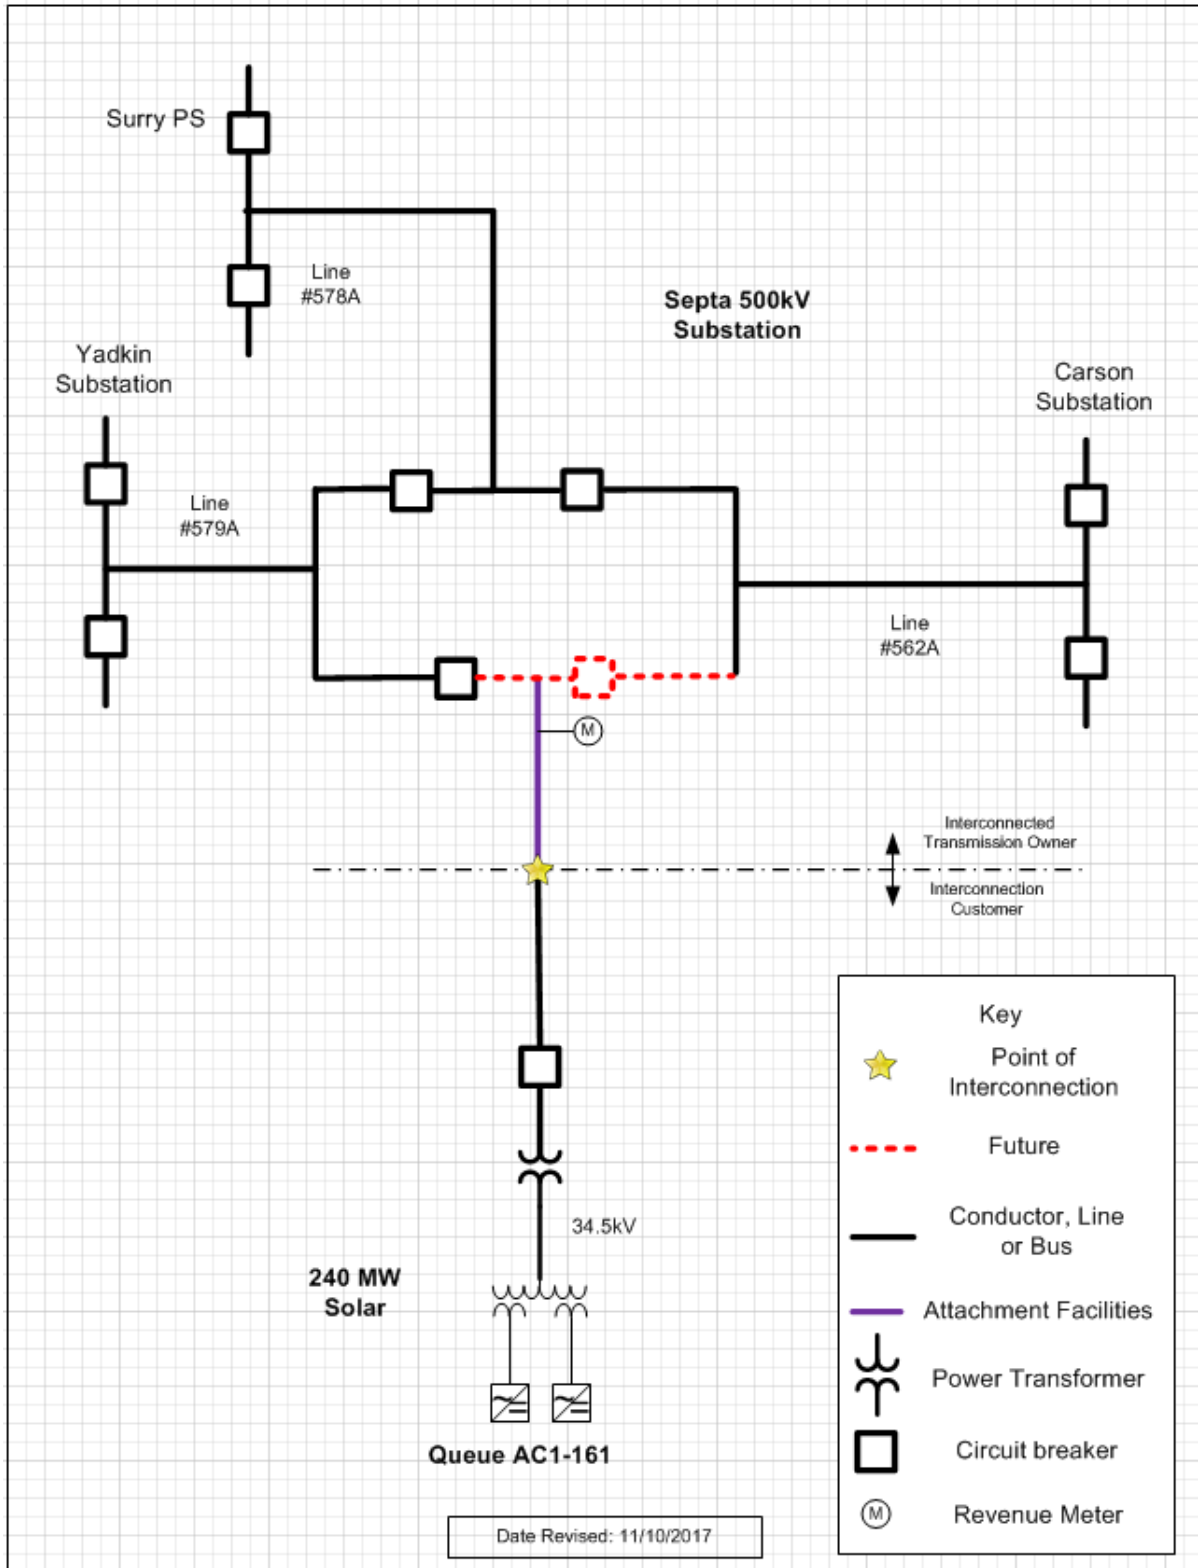 Surry PS
Line
#578A
Septa 500kV
Substation
Yadkin
Substation
Carson
Substation
Line
#579A
Line
#562A
M
Interconnected
Transmission Owner
Interconnection
Customer
34.5kV
240 MW
Solar
Queue AC1-161
Date Revised: 11/10/2017
Key
Point of
Interconnection
Future
Conductor, Line
or Bus
Attachment Facilities
Power Transformer
Circuit breaker
M
Revenue Meter